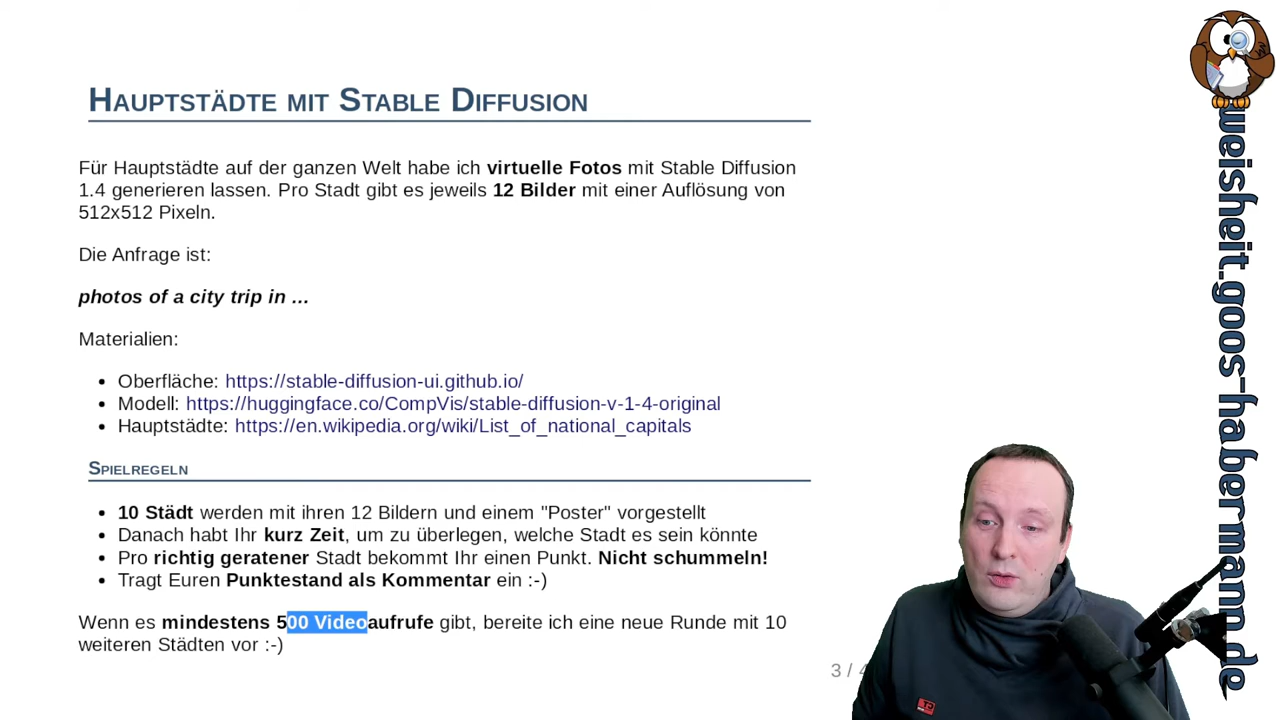 Hauptstädte mit Stable Diffusion
Für Hauptstädte auf der ganzen Welt habe ich virtuelle Fotos mit Stable Diffusion
1.4 generieren lassen. Pro Stadt gibt es jeweils 12 Bilder mit einer Auflösung von
512x512 Pixeln.
Die Anfrage ist:
photos of a city trip in ...
Materialien:
• Oberfläche: https://stable-diffusion-ui.github.io/
• Modell: https://huggingface.co/CompVis/stable-diffusion-v-1-4-original
• Hauptstädte: https://en.wikipedia.org/wiki/List_of_national_capitals
Spielregeln
• 10 Städt werden mit ihren 12 Bildern und einem "Poster" vorgestellt
• Danach habt Ihr kurz Zeit, um zu überlegen, welche Stadt es sein könnte
• Pro richtig geratener Stadt bekommt Ihr einen Punkt. Nicht schummeln!
• Tragt Euren Punktestand als Kommentar ein :-)
Wenn es mindestens 500 Videoaufrufe gibt, bereite ich eine neue Runde mit 10
weiteren Städten vor :-)
3 / 4
weisheit.goos-habermann.de